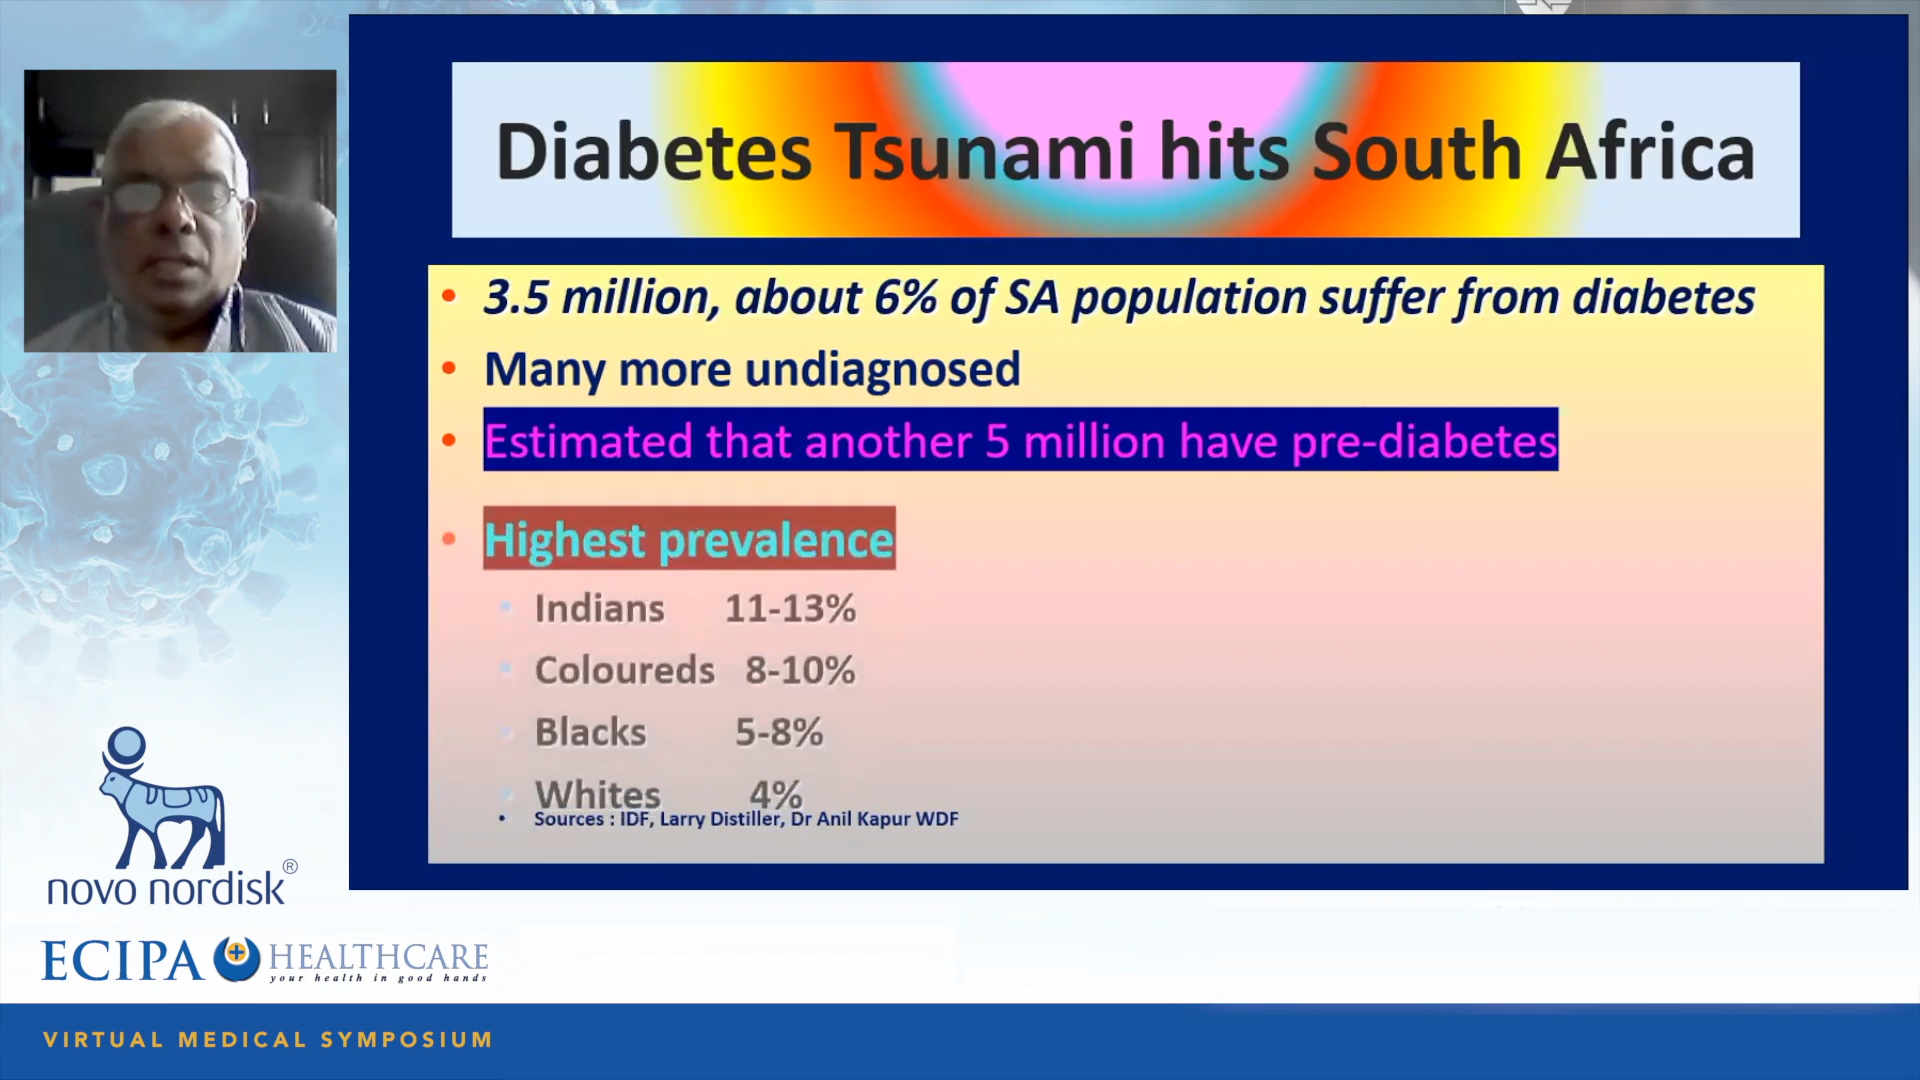 Diabetes Tsunami hits South Africa
• 3.5 million, about 6% of SA population suffer from diabetes
• Many more undiagnosed
• Estimated that another 5 million have pre-diabetes
• Highest prevalence
• Indians 11-13%
• Coloureds 8-10%
• Blacks 5-8%
• Whites 4%
• Sources : IDF, Larry Distiller, Dr Anil Kapur WDF
novo nordisk®
ECIPA HEALTHCARE
your health in good hands
VIRTUAL MEDICAL SYMPOSIUM